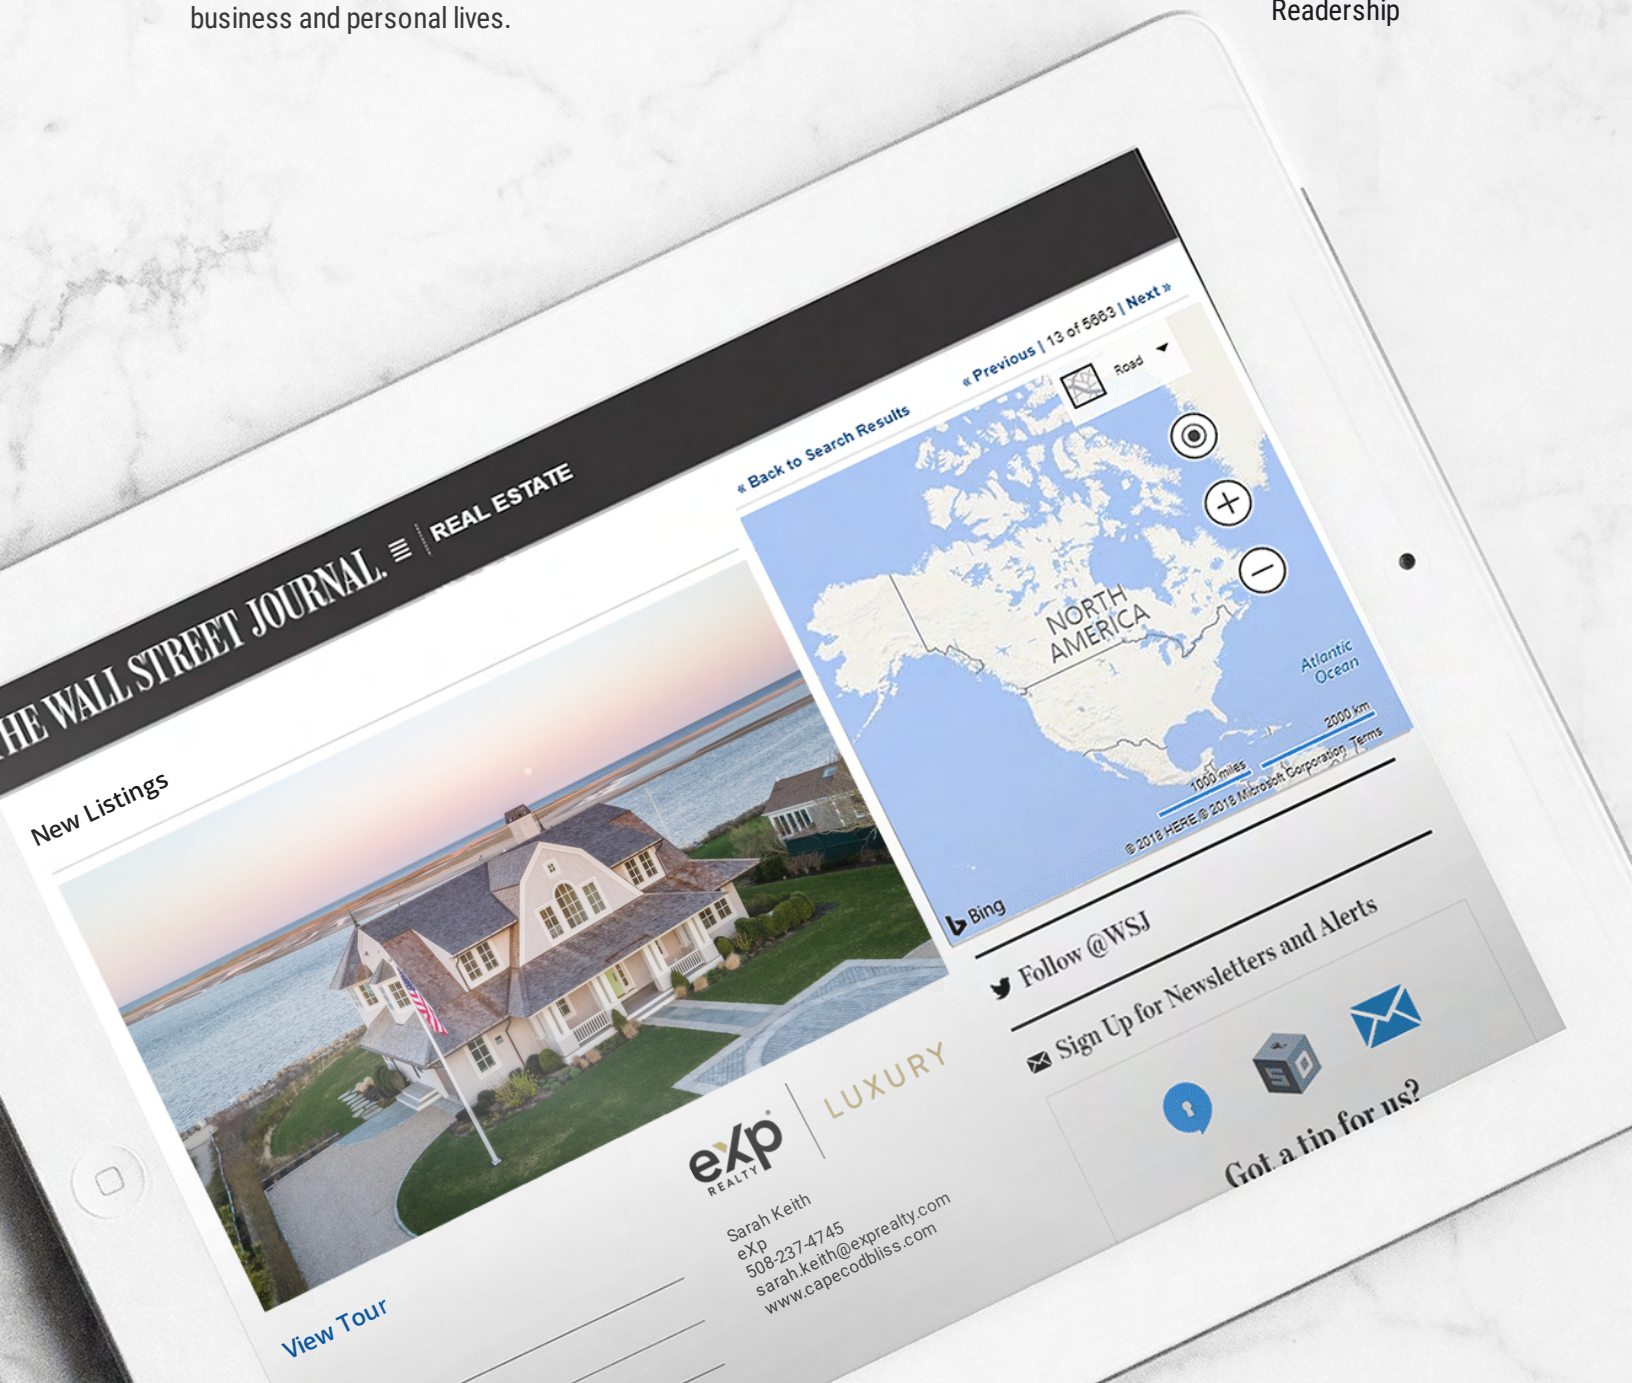 business and personal lives.
Readership
THE WALL STREET JOURNAL.
REAL ESTATE
« Back to Search Results
« Previous | 13 of 5663 | Next »
New Listings
Road
NORTH
AMERICA
Atlantic
Ocean
2000 km
1000 miles
© 2018 HERE, © 2018 Microsoft Corporation Terms
Bing
Follow @WSJ
Sign Up for Newsletters and Alerts
Got a tip for us?
View Tour
eXp
REALTY
LUXURY
Sarah Keith
eXp
508-237-4745
sarah.keith@exprealty.com
www.capecodbliss.com